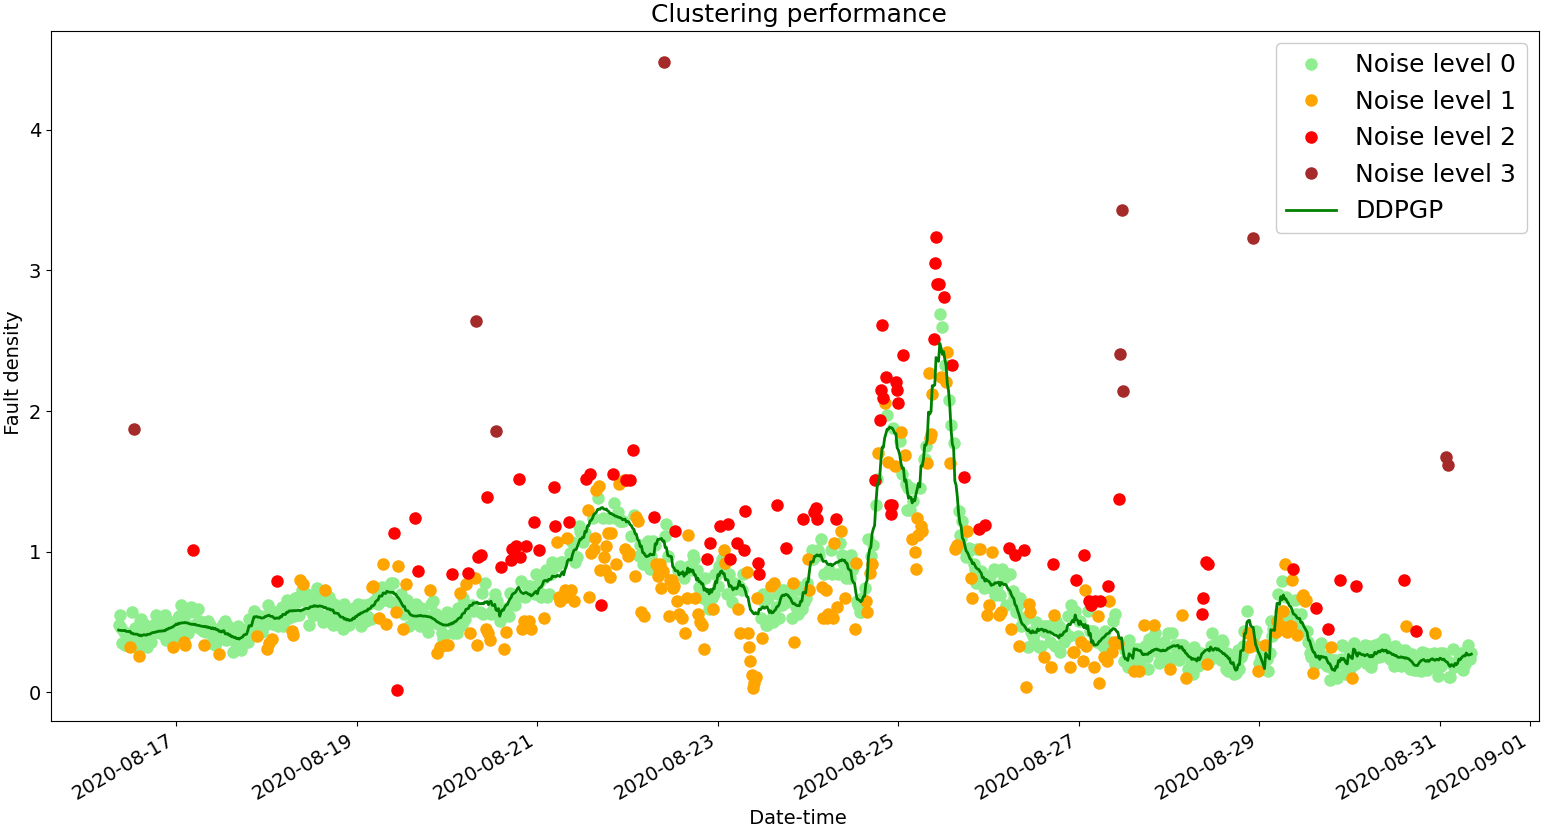 Clustering performance
Noise level 0
Noise level 1
Noise level 2
Noise level 3
DDPGP
Fault density
4
3
2
1
0
2020-08-17
2020-08-19
2020-08-21
2020-08-23
2020-08-25
2020-08-27
2020-08-29
2020-08-31
2020-09-01
Date-time